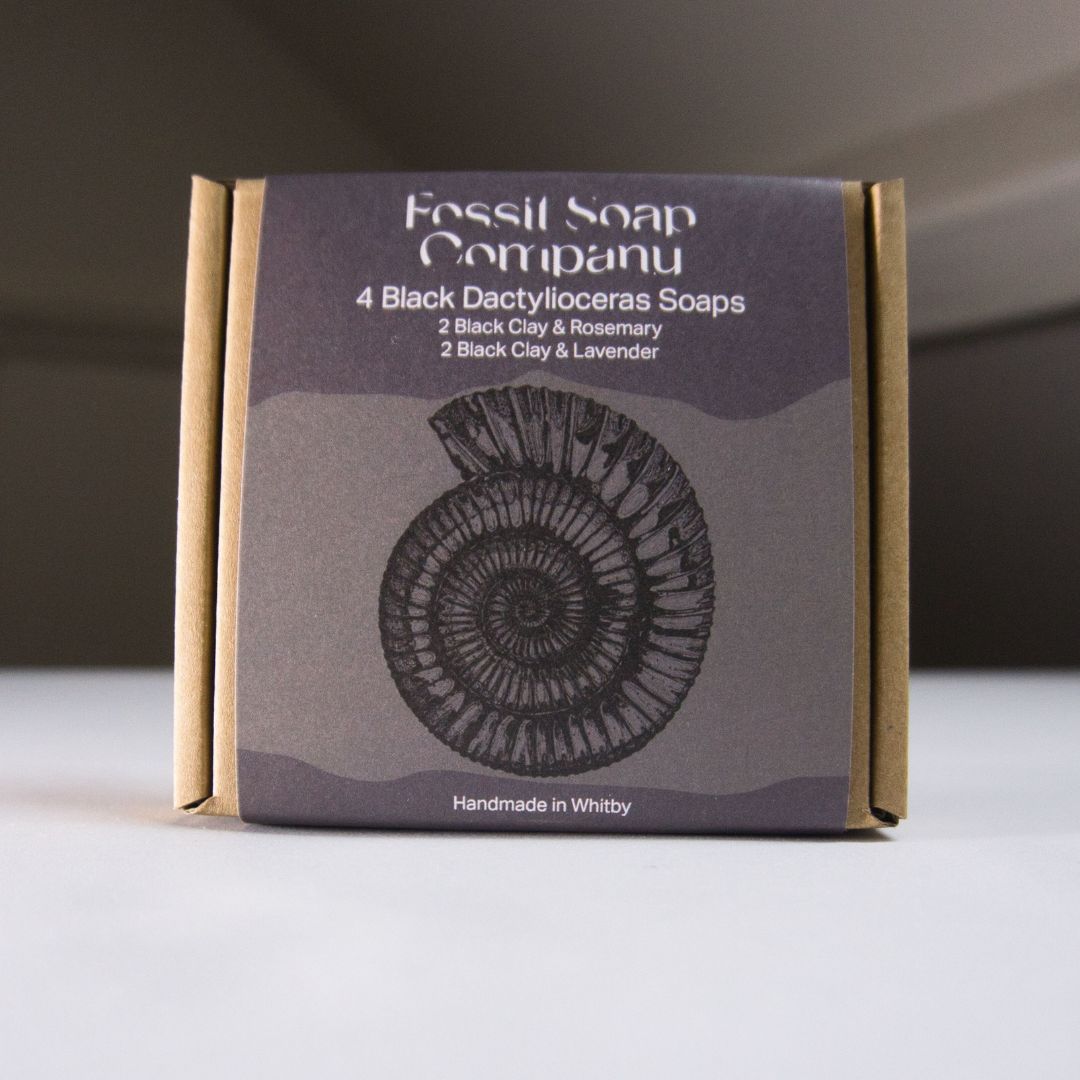 Fossil Soap
Company
4 Black Dactylioceras Soaps
2 Black Clay & Rosemary
2 Black Clay & Lavender
Handmade in Whitby